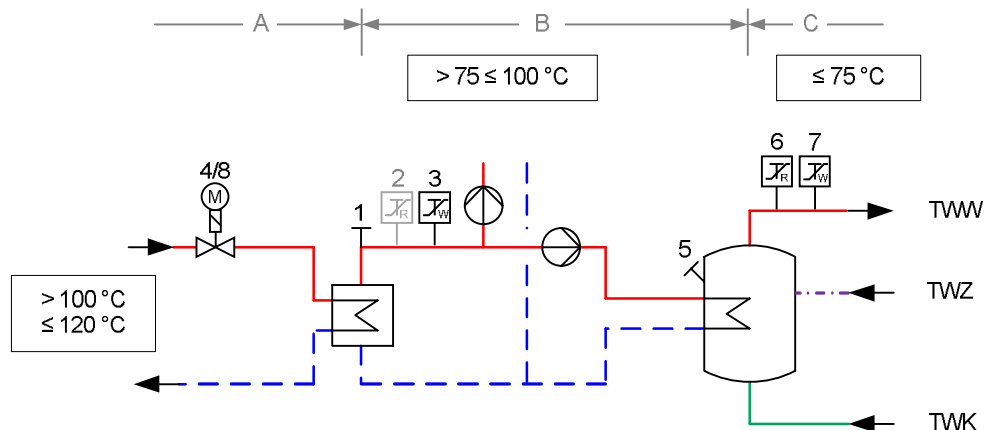 A B C
> 75 ≤ 100 °C
≤ 75 °C
6 7
4/8
M
2 3
R W
R W
1
TWW
5
> 100 °C
≤ 120 °C
TWZ
TWK